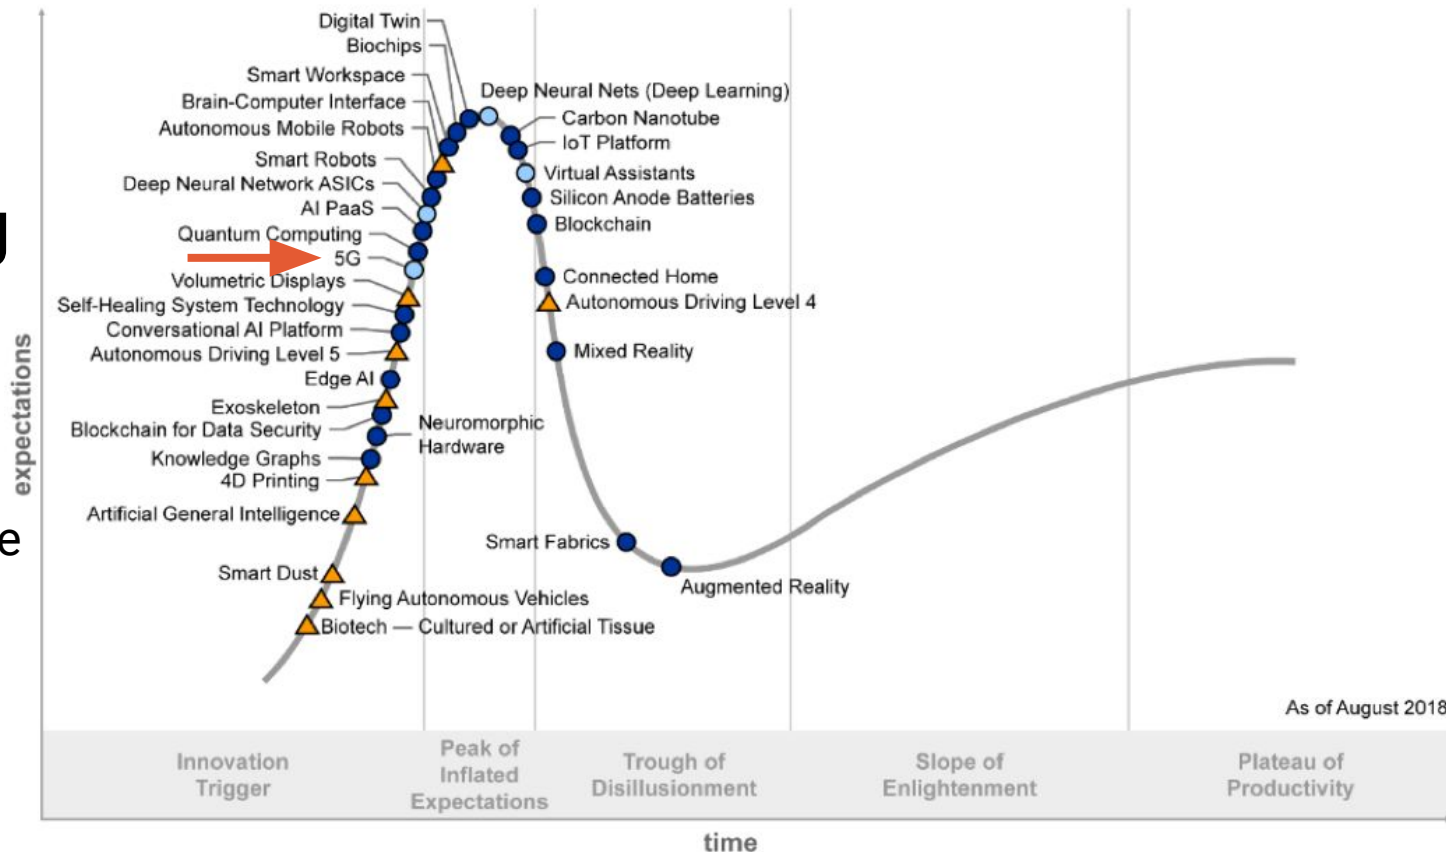 Digital Twin
Biochips
Smart Workspace
Deep Neural Nets (Deep Learning)
Brain-Computer Interface
Carbon Nanotube
Autonomous Mobile Robots
IoT Platform
Smart Robots
Virtual Assistants
Deep Neural Network ASICs
Silicon Anode Batteries
AI PaaS
Blockchain
g
Quantum Computing
5G
Connected Home
Volumetric Displays
Autonomous Driving Level 4
Self-Healing System Technology
Conversational AI Platform
Mixed Reality
Autonomous Driving Level 5
Edge AI
Exoskeleton
Neuromorphic
Hardware
Blockchain for Data Security
Knowledge Graphs
4D Printing
Artificial General Intelligence
e
Smart Fabrics
Smart Dust
Augmented Reality
Flying Autonomous Vehicles
Biotech — Cultured or Artificial Tissue
expectations
As of August 2018
Innovation
Trigger
Peak of
Inflated
Expectations
Trough of
Disillusionment
Slope of
Enlightenment
Plateau of
Productivity
time